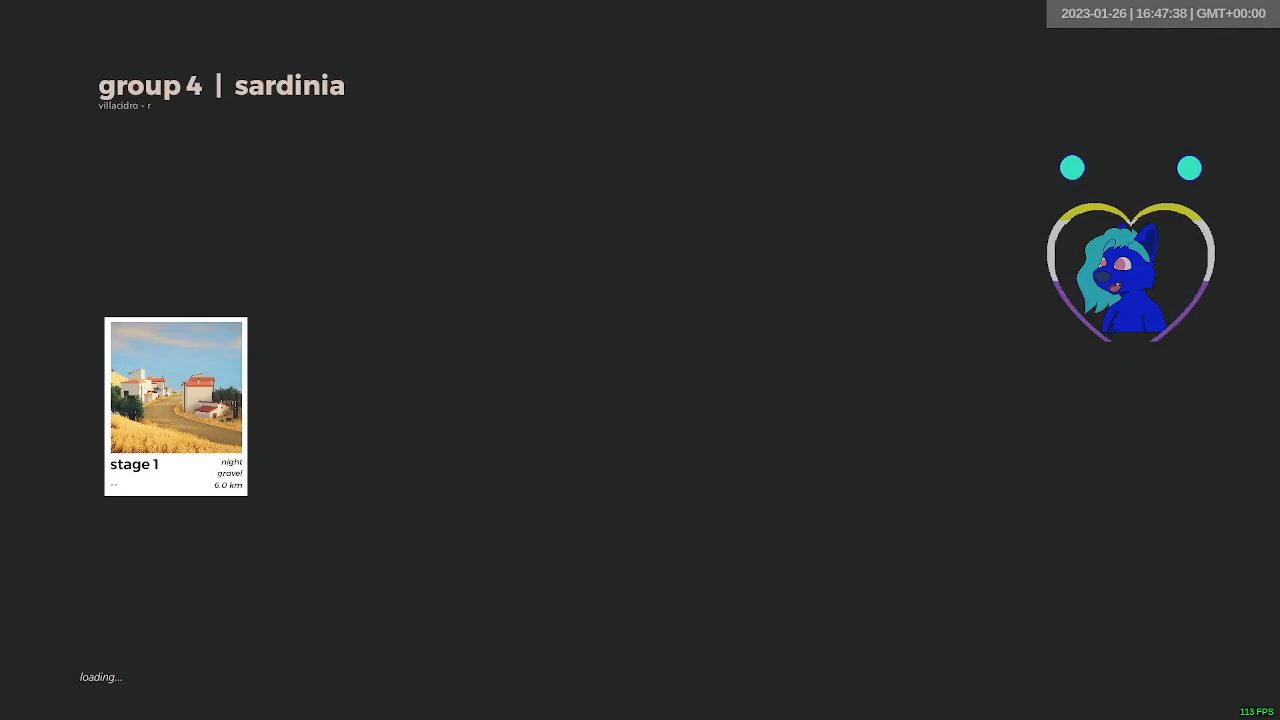 2023-01-26 | 16:47:38 | GMT+00:00
group 4 | sardinia
villacidro - r
stage 1
night
gravel
--
6.0 km
loading...
113 FPS